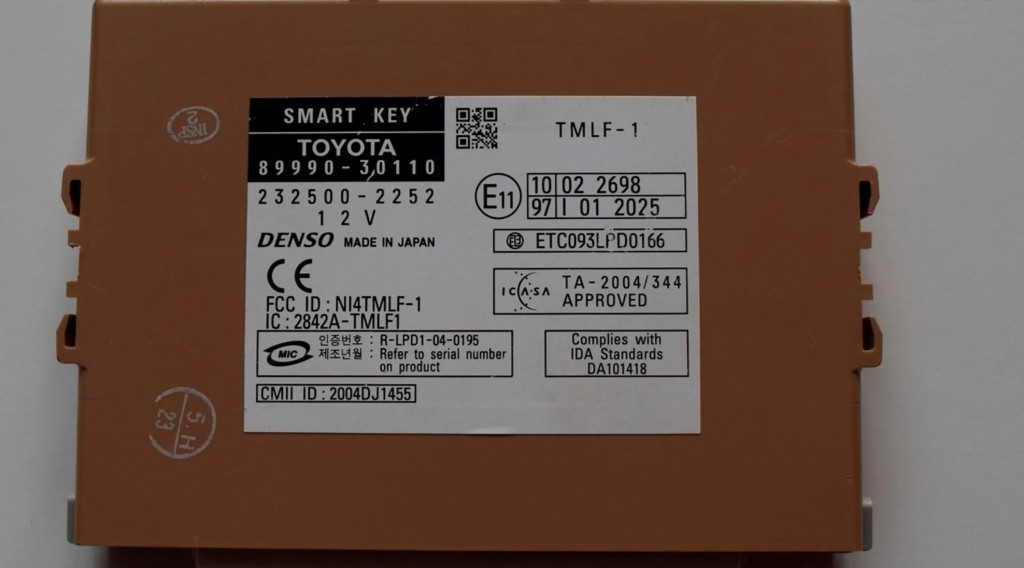 SMART KEY
TOYOTA
89990-30110
232500-2252
12V
DENSO MADE IN JAPAN
CE
FCC ID : NI4TMLF-1
IC : 2842A-TMLF1
MIC
인증번호 : R-LPD1-04-0195
제조년월 : Refer to serial number
on product
CMII ID : 2004DJ1455
TMLF-1
E11
10 02 2698
97 I 01 2025
ETC093LPD0166
ICASA
TA-2004/344
APPROVED
Complies with
IDA Standards
DA101418
INSP
2
5.H
23